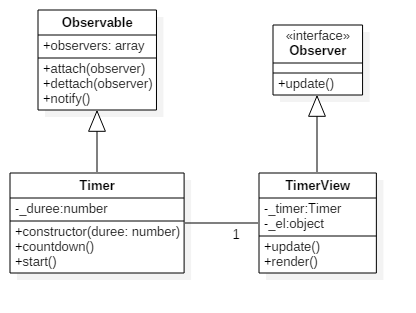 Observable
+observers: array
+attach(observer)
+dettach(observer)
+notify()
«interface»
Observer
+update()
Timer
-_duree:number
+constructor(duree: number)
+countdown()
+start()
1
TimerView
-_timer:Timer
-_el:object
+update()
+render()